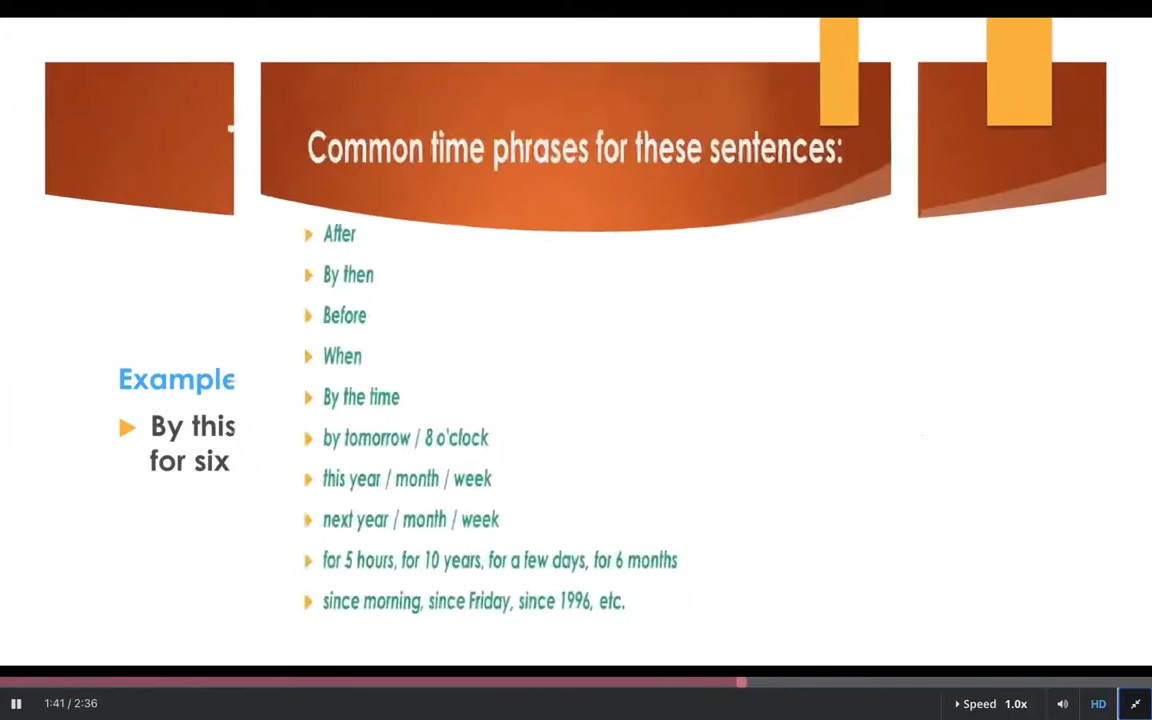 Common time phrases for these sentences:
After
By then
Before
When
By the time
by tomorrow / 8 o'clock
this year / month / week
next year / month / week
for 5 hours, for 10 years, for a few days, for 6 months
since morning, since Friday, since 1996, etc.
Example
By this
for six
1:41 / 2:36
Speed 1.0x
HD